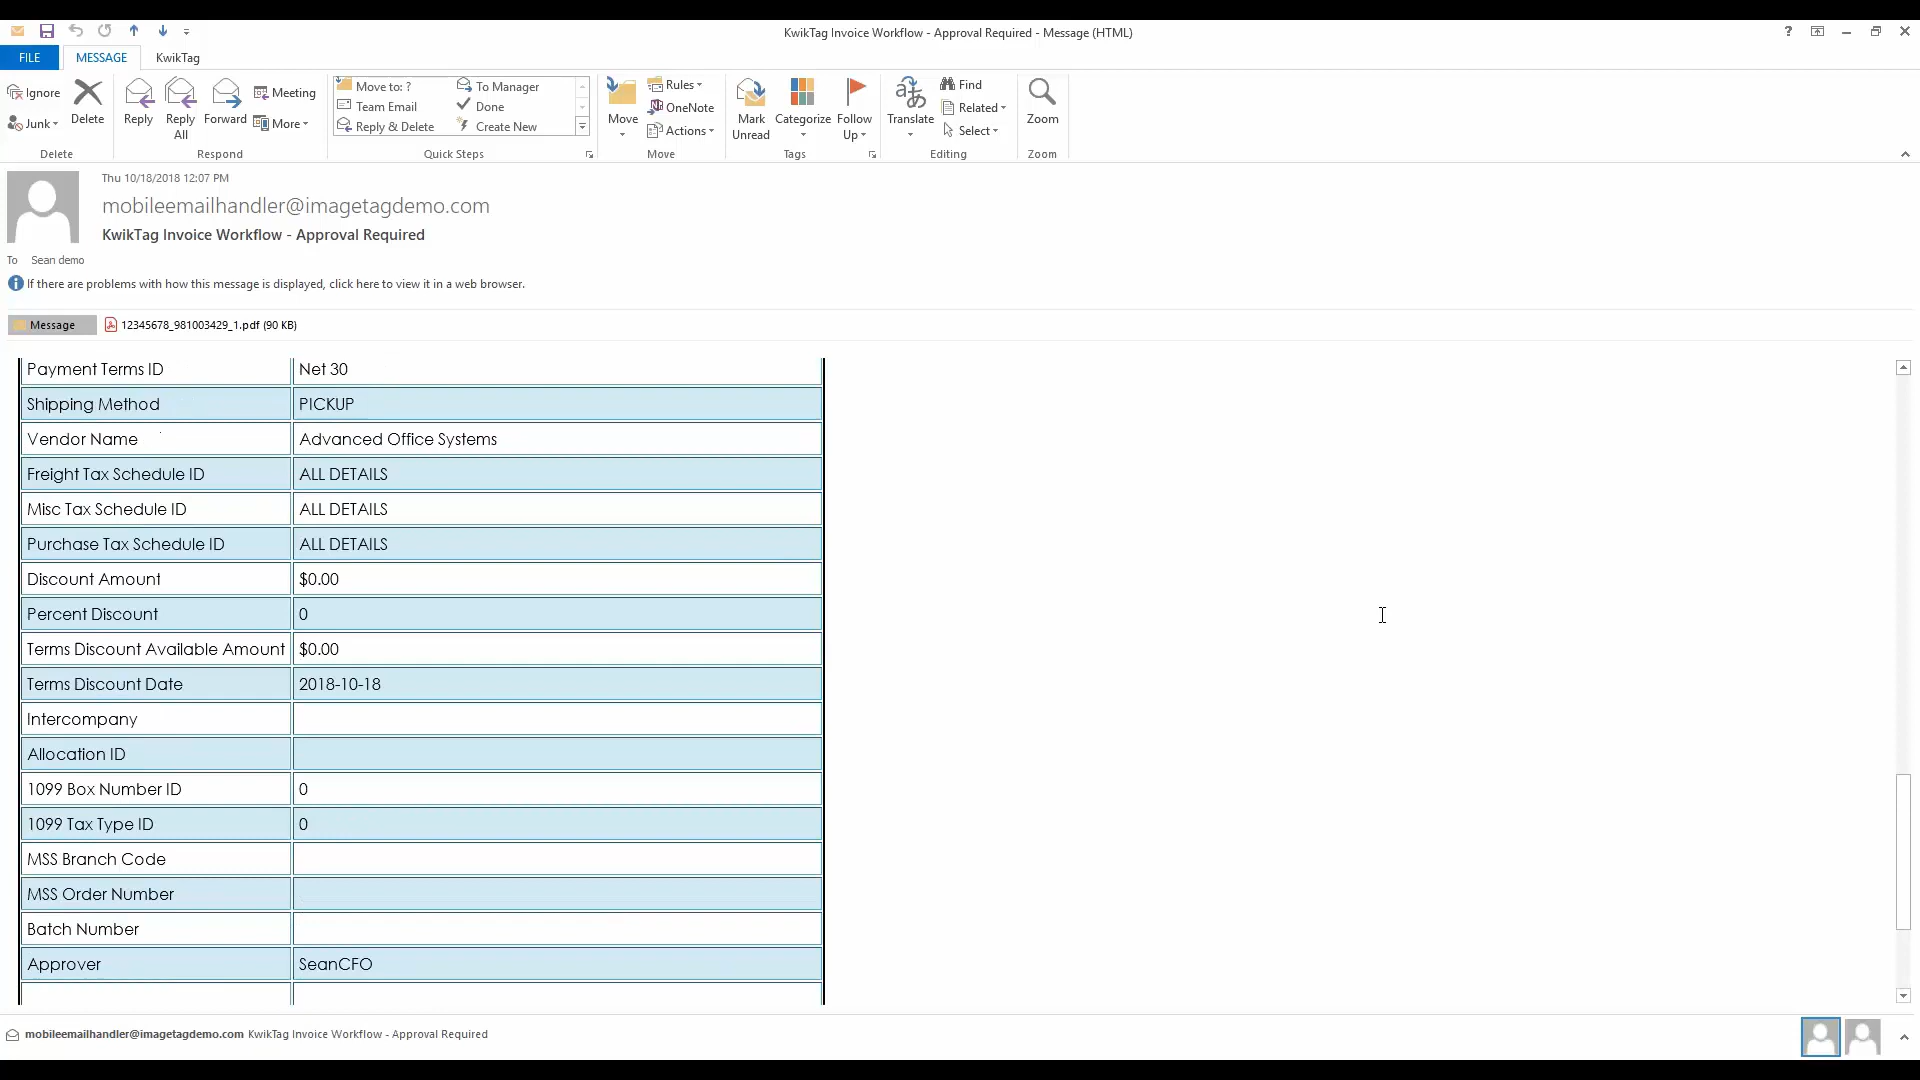 KwikTag Invoice Workflow - Approval Required - Message (HTML)
?
FILE MESSAGE KwikTag
Ignore
Junk
Delete
Delete
Reply
Reply All
Forward
Meeting
More
Respond
Move to: ?
Team Email
Reply & Delete
To Manager
Done
Create New
Quick Steps
Move
Rules
OneNote
Actions
Move
Mark Unread
Categorize
Follow Up
Tags
Translate
Find
Related
Select
Editing
Zoom
Zoom
Thu 10/18/2018 12:07 PM
mobileemailhandler@imagetagdemo.com
KwikTag Invoice Workflow - Approval Required
To Sean demo
If there are problems with how this message is displayed, click here to view it in a web browser.
Message 12345678_981003429_1.pdf (90 KB)
Payment Terms ID Net 30
Shipping Method PICKUP
Vendor Name Advanced Office Systems
Freight Tax Schedule ID ALL DETAILS
Misc Tax Schedule ID ALL DETAILS
Purchase Tax Schedule ID ALL DETAILS
Discount Amount $0.00
Percent Discount 0
Terms Discount Available Amount $0.00
Terms Discount Date 2018-10-18
Intercompany
Allocation ID
1099 Box Number ID 0
1099 Tax Type ID 0
MSS Branch Code
MSS Order Number
Batch Number
Approver SeanCFO
mobileemailhandler@imagetagdemo.com KwikTag Invoice Workflow - Approval Required